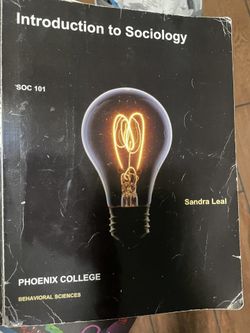 Introduction to Sociology
SOC 101
Sandra Leal
PHOENIX COLLEGE
BEHAVIORAL SCIENCES